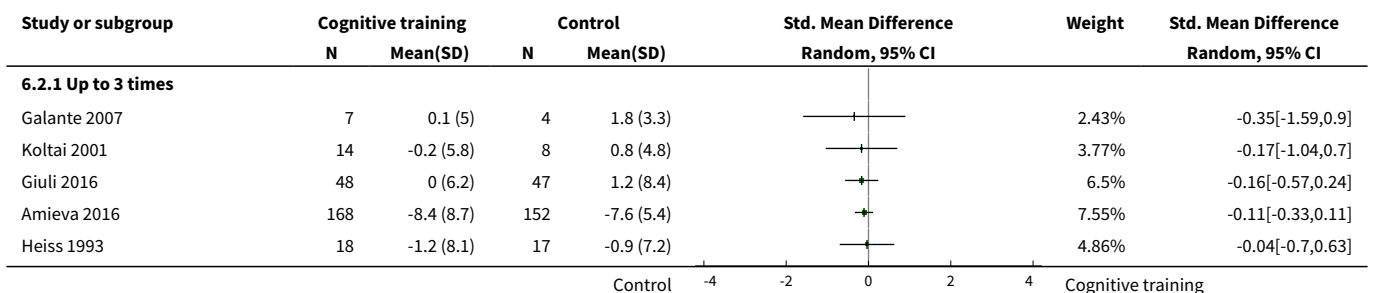 Study or subgroup Cognitive training Control Std. Mean Difference Weight Std. Mean Difference
N Mean(SD) N Mean(SD) Random, 95% CI Random, 95% CI
6.2.1 Up to 3 times
Galante 2007 7 0.1 (5) 4 1.8 (3.3) 2.43% -0.35[-1.59,0.9]
Koltai 2001 14 -0.2 (5.8) 8 0.8 (4.8) 3.77% -0.17[-1.04,0.7]
Giuli 2016 48 0 (6.2) 47 1.2 (8.4) 6.5% -0.16[-0.57,0.24]
Amieva 2016 168 -8.4 (8.7) 152 -7.6 (5.4) 7.55% -0.11[-0.33,0.11]
Heiss 1993 18 -1.2 (8.1) 17 -0.9 (7.2) 4.86% -0.04[-0.7,0.63]
Control -4 -2 0 2 4 Cognitive training